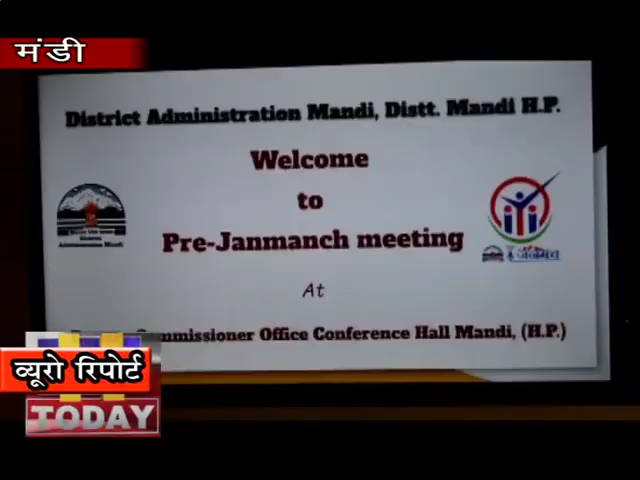 मंडी
District Administration Mandi, Distt. Mandi H.P.
Welcome
to
Pre-Janmanch meeting
At
Commissioner Office Conference Hall Mandi, (H.P.)
व्यूरो रिपोर्ट
TODAY